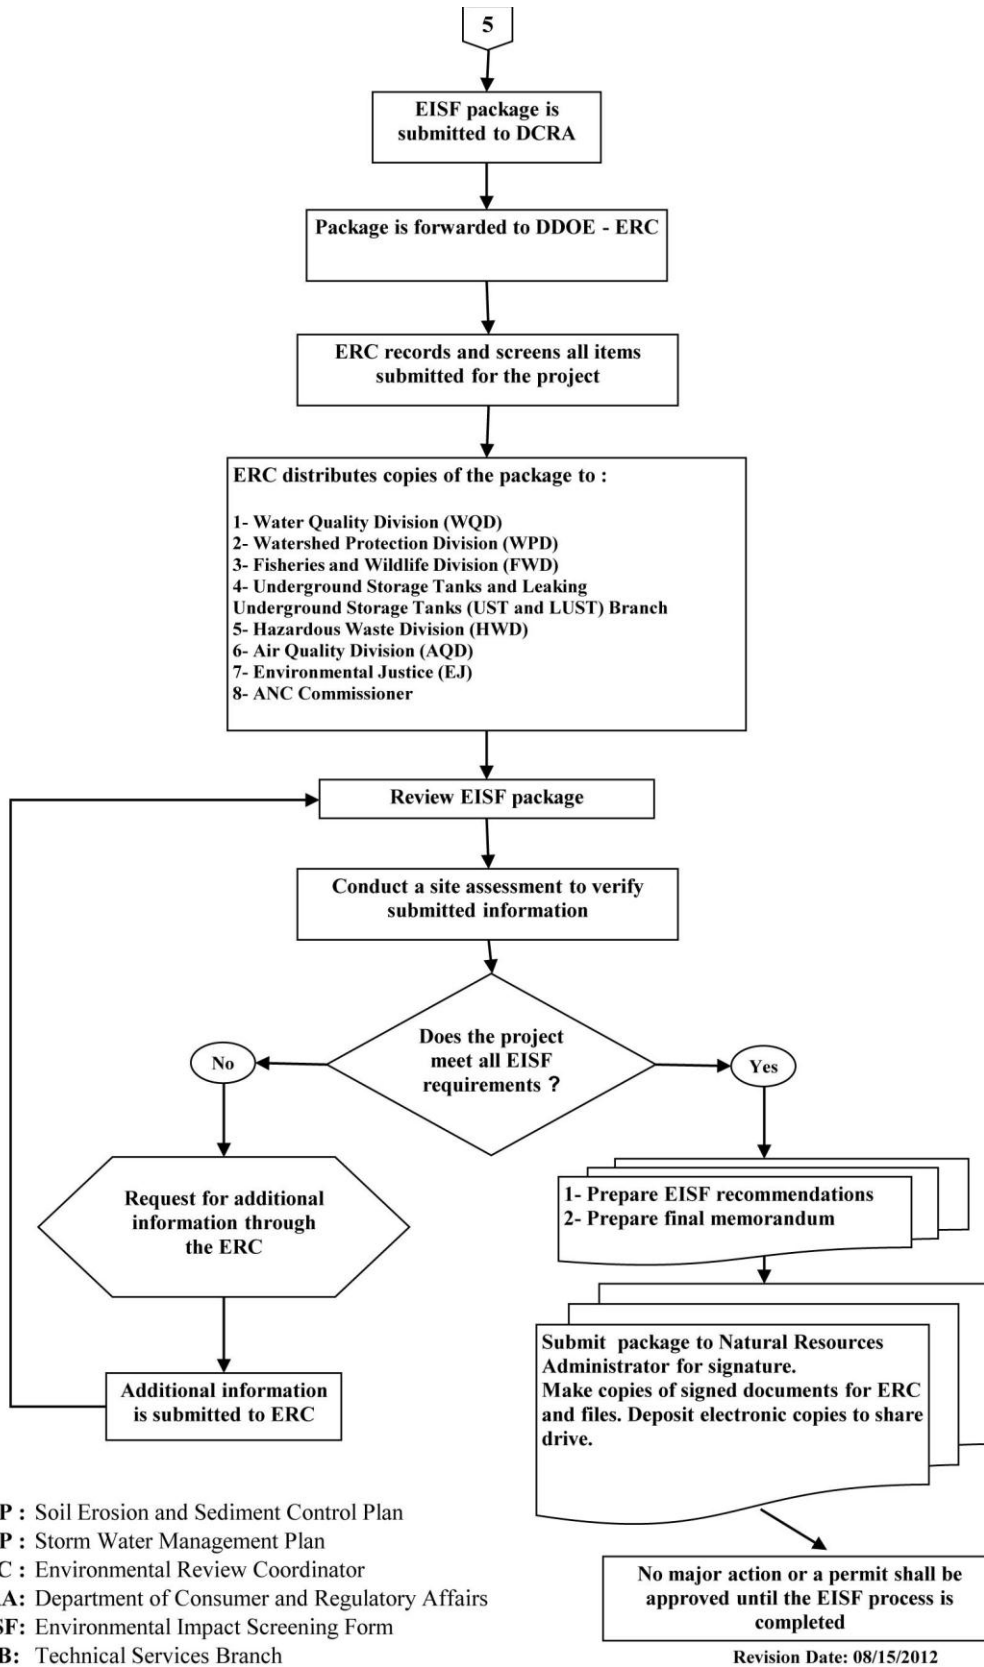 5
EISF package is
submitted to DCRA
Package is forwarded to DDOE - ERC
ERC records and screens all items
submitted for the project
ERC distributes copies of the package to :
1- Water Quality Division (WQD)
2- Watershed Protection Division (WPD)
3- Fisheries and Wildlife Division (FWD)
4- Underground Storage Tanks and Leaking
Underground Storage Tanks (UST and LUST) Branch
5- Hazardous Waste Division (HWD)
6- Air Quality Division (AQD)
7- Environmental Justice (EJ)
8- ANC Commissioner
Review EISF package
Conduct a site assessment to verify
submitted information
Does the project
meet all EISF
requirements ?
No
Yes
Request for additional
information through
the ERC
1- Prepare EISF recommendations
2- Prepare final memorandum
Additional information
is submitted to ERC
Submit package to Natural Resources
Administrator for signature.
Make copies of signed documents for ERC
and files. Deposit electronic copies to share
drive.
No major action or a permit shall be
approved until the EISF process is
completed
P : Soil Erosion and Sediment Control Plan
P : Storm Water Management Plan
C : Environmental Review Coordinator
A: Department of Consumer and Regulatory Affairs
SF: Environmental Impact Screening Form
B: Technical Services Branch
Revision Date: 08/15/2012